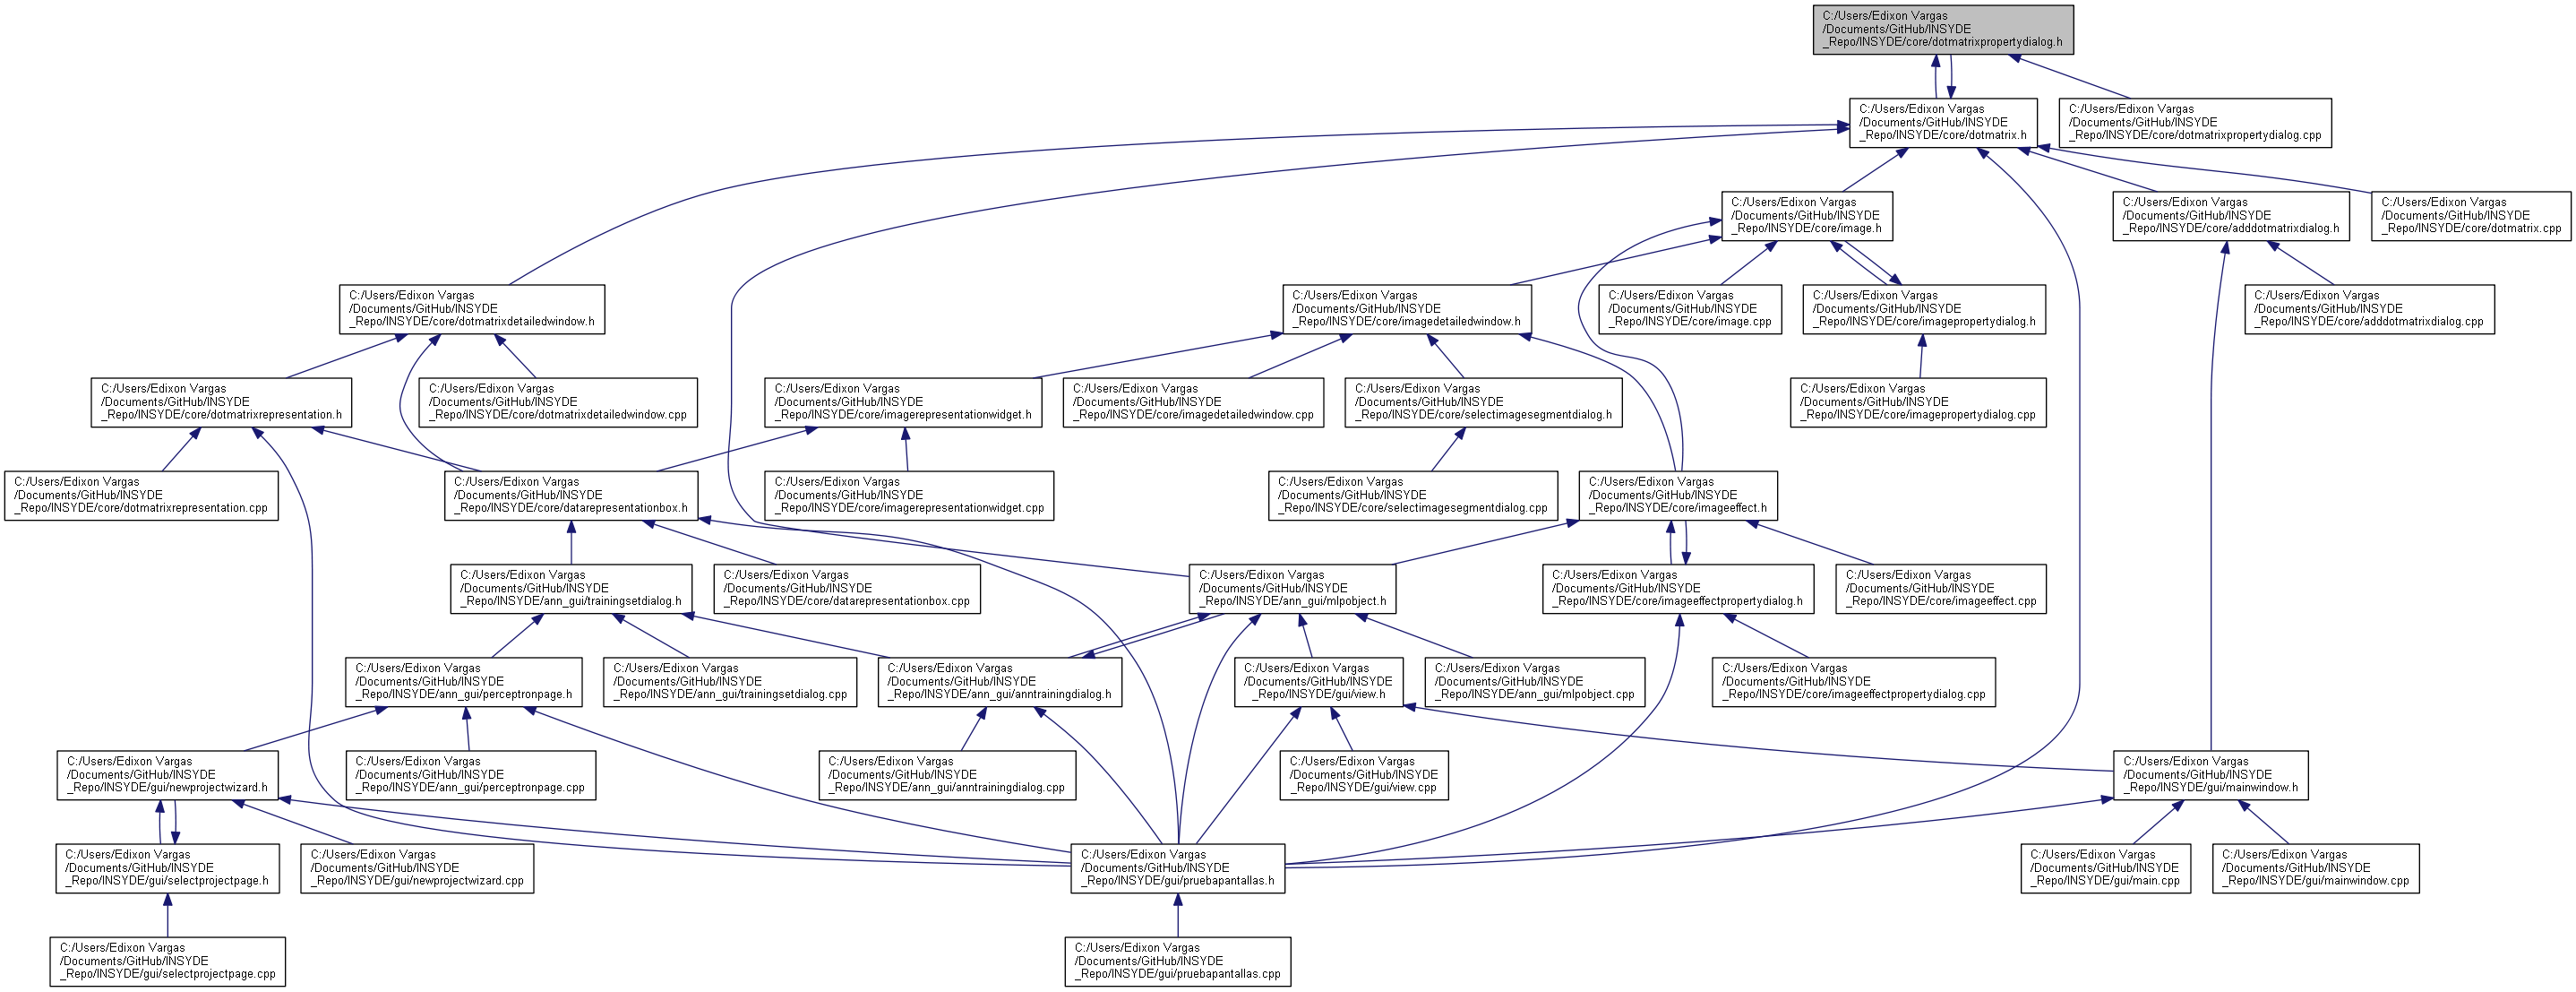 C:/Users/Edixon Vargas
/Documents/GitHub/INSYDE
_Repo/INSYDE/core/dotmatrixpropertydialog.h
C:/Users/Edixon Vargas
/Documents/GitHub/INSYDE
_Repo/INSYDE/core/dotmatrix.h
C:/Users/Edixon Vargas
/Documents/GitHub/INSYDE
_Repo/INSYDE/core/dotmatrixpropertydialog.cpp
C:/Users/Edixon Vargas
/Documents/GitHub/INSYDE
_Repo/INSYDE/core/image.h
C:/Users/Edixon Vargas
/Documents/GitHub/INSYDE
_Repo/INSYDE/core/adddotmatrixdialog.h
C:/Users/Edixon Vargas
/Documents/GitHub/INSYDE
_Repo/INSYDE/core/dotmatrix.cpp
C:/Users/Edixon Vargas
/Documents/GitHub/INSYDE
_Repo/INSYDE/core/dotmatrixdetailedwindow.h
C:/Users/Edixon Vargas
/Documents/GitHub/INSYDE
_Repo/INSYDE/core/imagedetailedwindow.h
C:/Users/Edixon Vargas
/Documents/GitHub/INSYDE
_Repo/INSYDE/core/image.cpp
C:/Users/Edixon Vargas
/Documents/GitHub/INSYDE
_Repo/INSYDE/core/imagepropertydialog.h
C:/Users/Edixon Vargas
/Documents/GitHub/INSYDE
_Repo/INSYDE/core/adddotmatrixdialog.cpp
C:/Users/Edixon Vargas
/Documents/GitHub/INSYDE
_Repo/INSYDE/core/dotmatrixrepresentation.h
C:/Users/Edixon Vargas
/Documents/GitHub/INSYDE
_Repo/INSYDE/core/dotmatrixdetailedwindow.cpp
C:/Users/Edixon Vargas
/Documents/GitHub/INSYDE
_Repo/INSYDE/core/imagerepresentationwidget.h
C:/Users/Edixon Vargas
/Documents/GitHub/INSYDE
_Repo/INSYDE/core/imagedetailedwindow.cpp
C:/Users/Edixon Vargas
/Documents/GitHub/INSYDE
_Repo/INSYDE/core/selectimagesegmentdialog.h
C:/Users/Edixon Vargas
/Documents/GitHub/INSYDE
_Repo/INSYDE/core/imagepropertydialog.cpp
C:/Users/Edixon Vargas
/Documents/GitHub/INSYDE
_Repo/INSYDE/core/dotmatrixrepresentation.cpp
C:/Users/Edixon Vargas
/Documents/GitHub/INSYDE
_Repo/INSYDE/core/datarepresentationbox.h
C:/Users/Edixon Vargas
/Documents/GitHub/INSYDE
_Repo/INSYDE/core/imagerepresentationwidget.cpp
C:/Users/Edixon Vargas
/Documents/GitHub/INSYDE
_Repo/INSYDE/core/selectimagesegmentdialog.cpp
C:/Users/Edixon Vargas
/Documents/GitHub/INSYDE
_Repo/INSYDE/core/imageeffect.h
C:/Users/Edixon Vargas
/Documents/GitHub/INSYDE
_Repo/INSYDE/ann_gui/trainingsetdialog.h
C:/Users/Edixon Vargas
/Documents/GitHub/INSYDE
_Repo/INSYDE/core/datarepresentationbox.cpp
C:/Users/Edixon Vargas
/Documents/GitHub/INSYDE
_Repo/INSYDE/ann_gui/mlpobject.h
C:/Users/Edixon Vargas
/Documents/GitHub/INSYDE
_Repo/INSYDE/core/imageeffectpropertydialog.h
C:/Users/Edixon Vargas
/Documents/GitHub/INSYDE
_Repo/INSYDE/core/imageeffect.cpp
C:/Users/Edixon Vargas
/Documents/GitHub/INSYDE
_Repo/INSYDE/ann_gui/perceptronpage.h
C:/Users/Edixon Vargas
/Documents/GitHub/INSYDE
_Repo/INSYDE/ann_gui/trainingsetdialog.cpp
C:/Users/Edixon Vargas
/Documents/GitHub/INSYDE
_Repo/INSYDE/ann_gui/anntrainingdialog.h
C:/Users/Edixon Vargas
/Documents/GitHub/INSYDE
_Repo/INSYDE/gui/view.h
C:/Users/Edixon Vargas
/Documents/GitHub/INSYDE
_Repo/INSYDE/ann_gui/mlpobject.cpp
C:/Users/Edixon Vargas
/Documents/GitHub/INSYDE
_Repo/INSYDE/core/imageeffectpropertydialog.cpp
C:/Users/Edixon Vargas
/Documents/GitHub/INSYDE
_Repo/INSYDE/gui/newprojectwizard.h
C:/Users/Edixon Vargas
/Documents/GitHub/INSYDE
_Repo/INSYDE/ann_gui/perceptronpage.cpp
C:/Users/Edixon Vargas
/Documents/GitHub/INSYDE
_Repo/INSYDE/ann_gui/anntrainingdialog.cpp
C:/Users/Edixon Vargas
/Documents/GitHub/INSYDE
_Repo/INSYDE/gui/view.cpp
C:/Users/Edixon Vargas
/Documents/GitHub/INSYDE
_Repo/INSYDE/gui/mainwindow.h
C:/Users/Edixon Vargas
/Documents/GitHub/INSYDE
_Repo/INSYDE/gui/selectprojectpage.h
C:/Users/Edixon Vargas
/Documents/GitHub/INSYDE
_Repo/INSYDE/gui/newprojectwizard.cpp
C:/Users/Edixon Vargas
/Documents/GitHub/INSYDE
_Repo/INSYDE/gui/pruebapantallas.h
C:/Users/Edixon Vargas
/Documents/GitHub/INSYDE
_Repo/INSYDE/gui/main.cpp
C:/Users/Edixon Vargas
/Documents/GitHub/INSYDE
_Repo/INSYDE/gui/mainwindow.cpp
C:/Users/Edixon Vargas
/Documents/GitHub/INSYDE
_Repo/INSYDE/gui/selectprojectpage.cpp
C:/Users/Edixon Vargas
/Documents/GitHub/INSYDE
_Repo/INSYDE/gui/pruebapantallas.cpp